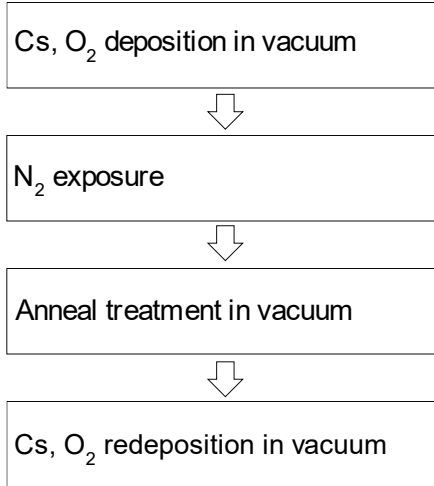 Cs, O₂ deposition in vacuum
N₂ exposure
Anneal treatment in vacuum
Cs, O₂ redeposition in vacuum